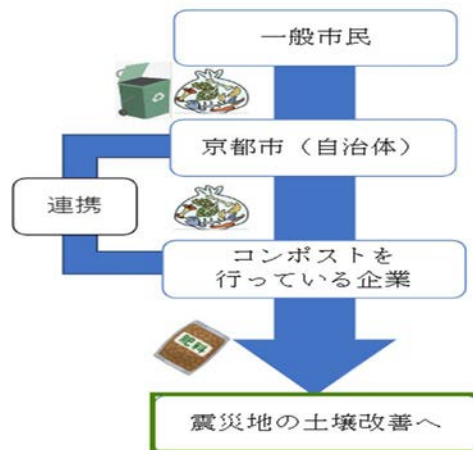 一般市民
京都市（自治体）
連携
コンポストを
行っている企業
肥料
震災地の土壌改善へ